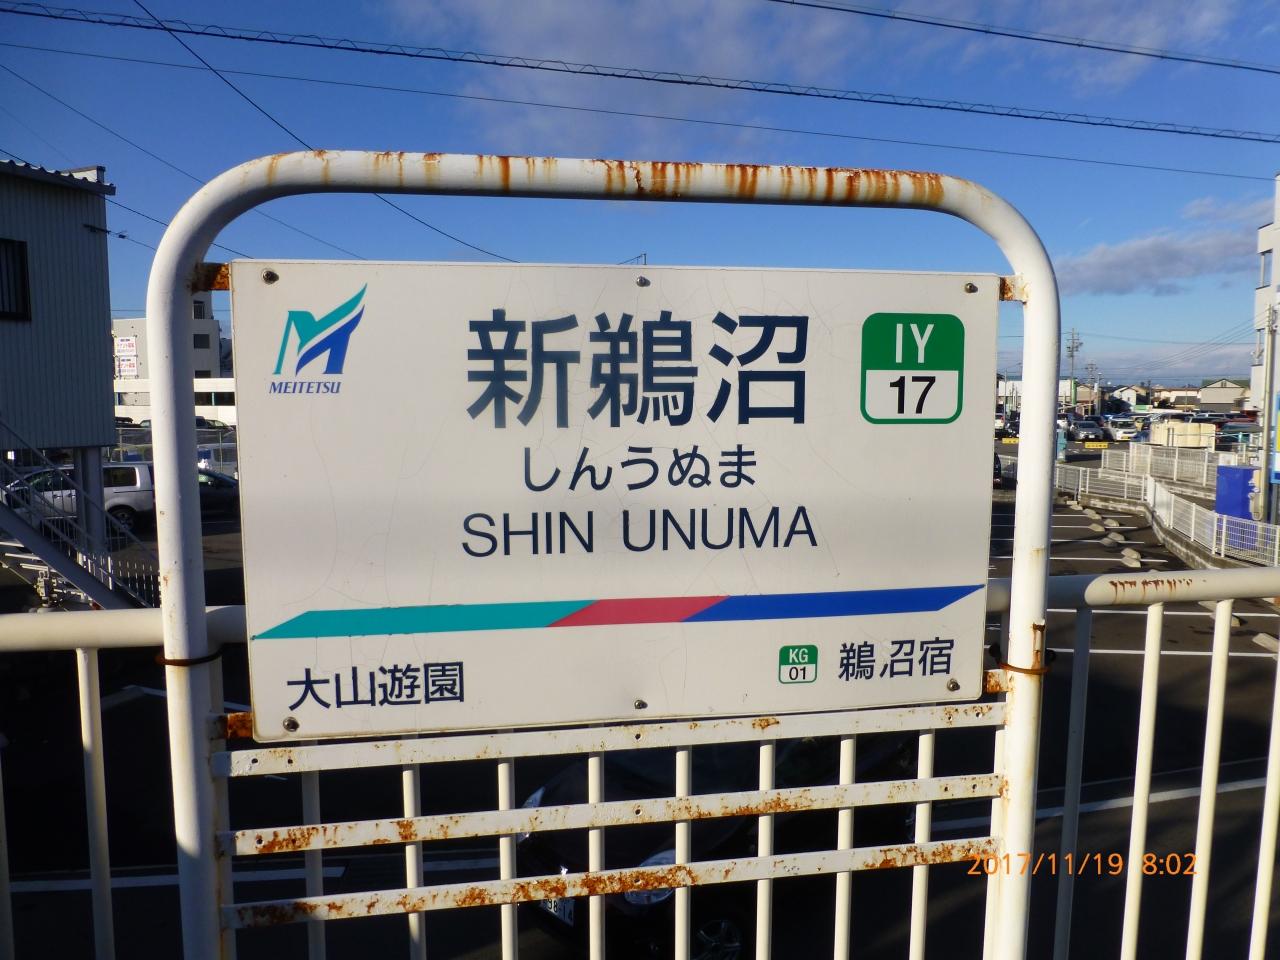 MEITETSU
新鵜沼
IY
17
しんうぬま
SHIN UNUMA
大山遊園
KG
01
鵜沼宿
2017/11/19 8:02